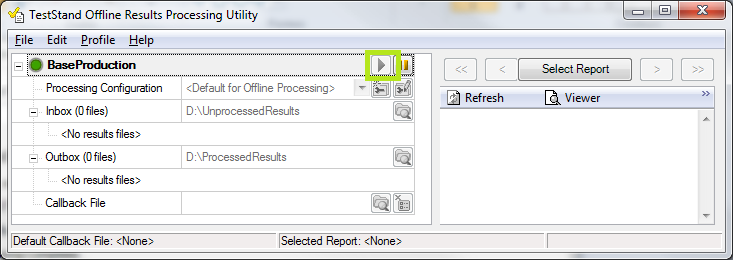 TestStand Offline Results Processing Utility
File Edit Profile Help
BaseProduction
Processing Configuration <Default for Offline Processing>
Inbox (0 files) D:\UnprocessedResults
<No results files>
Outbox (0 files) D:\ProcessedResults
<No results files>
Callback File
<< < Select Report > >>
Refresh Viewer »
Default Callback File: <None> Selected Report: <None>